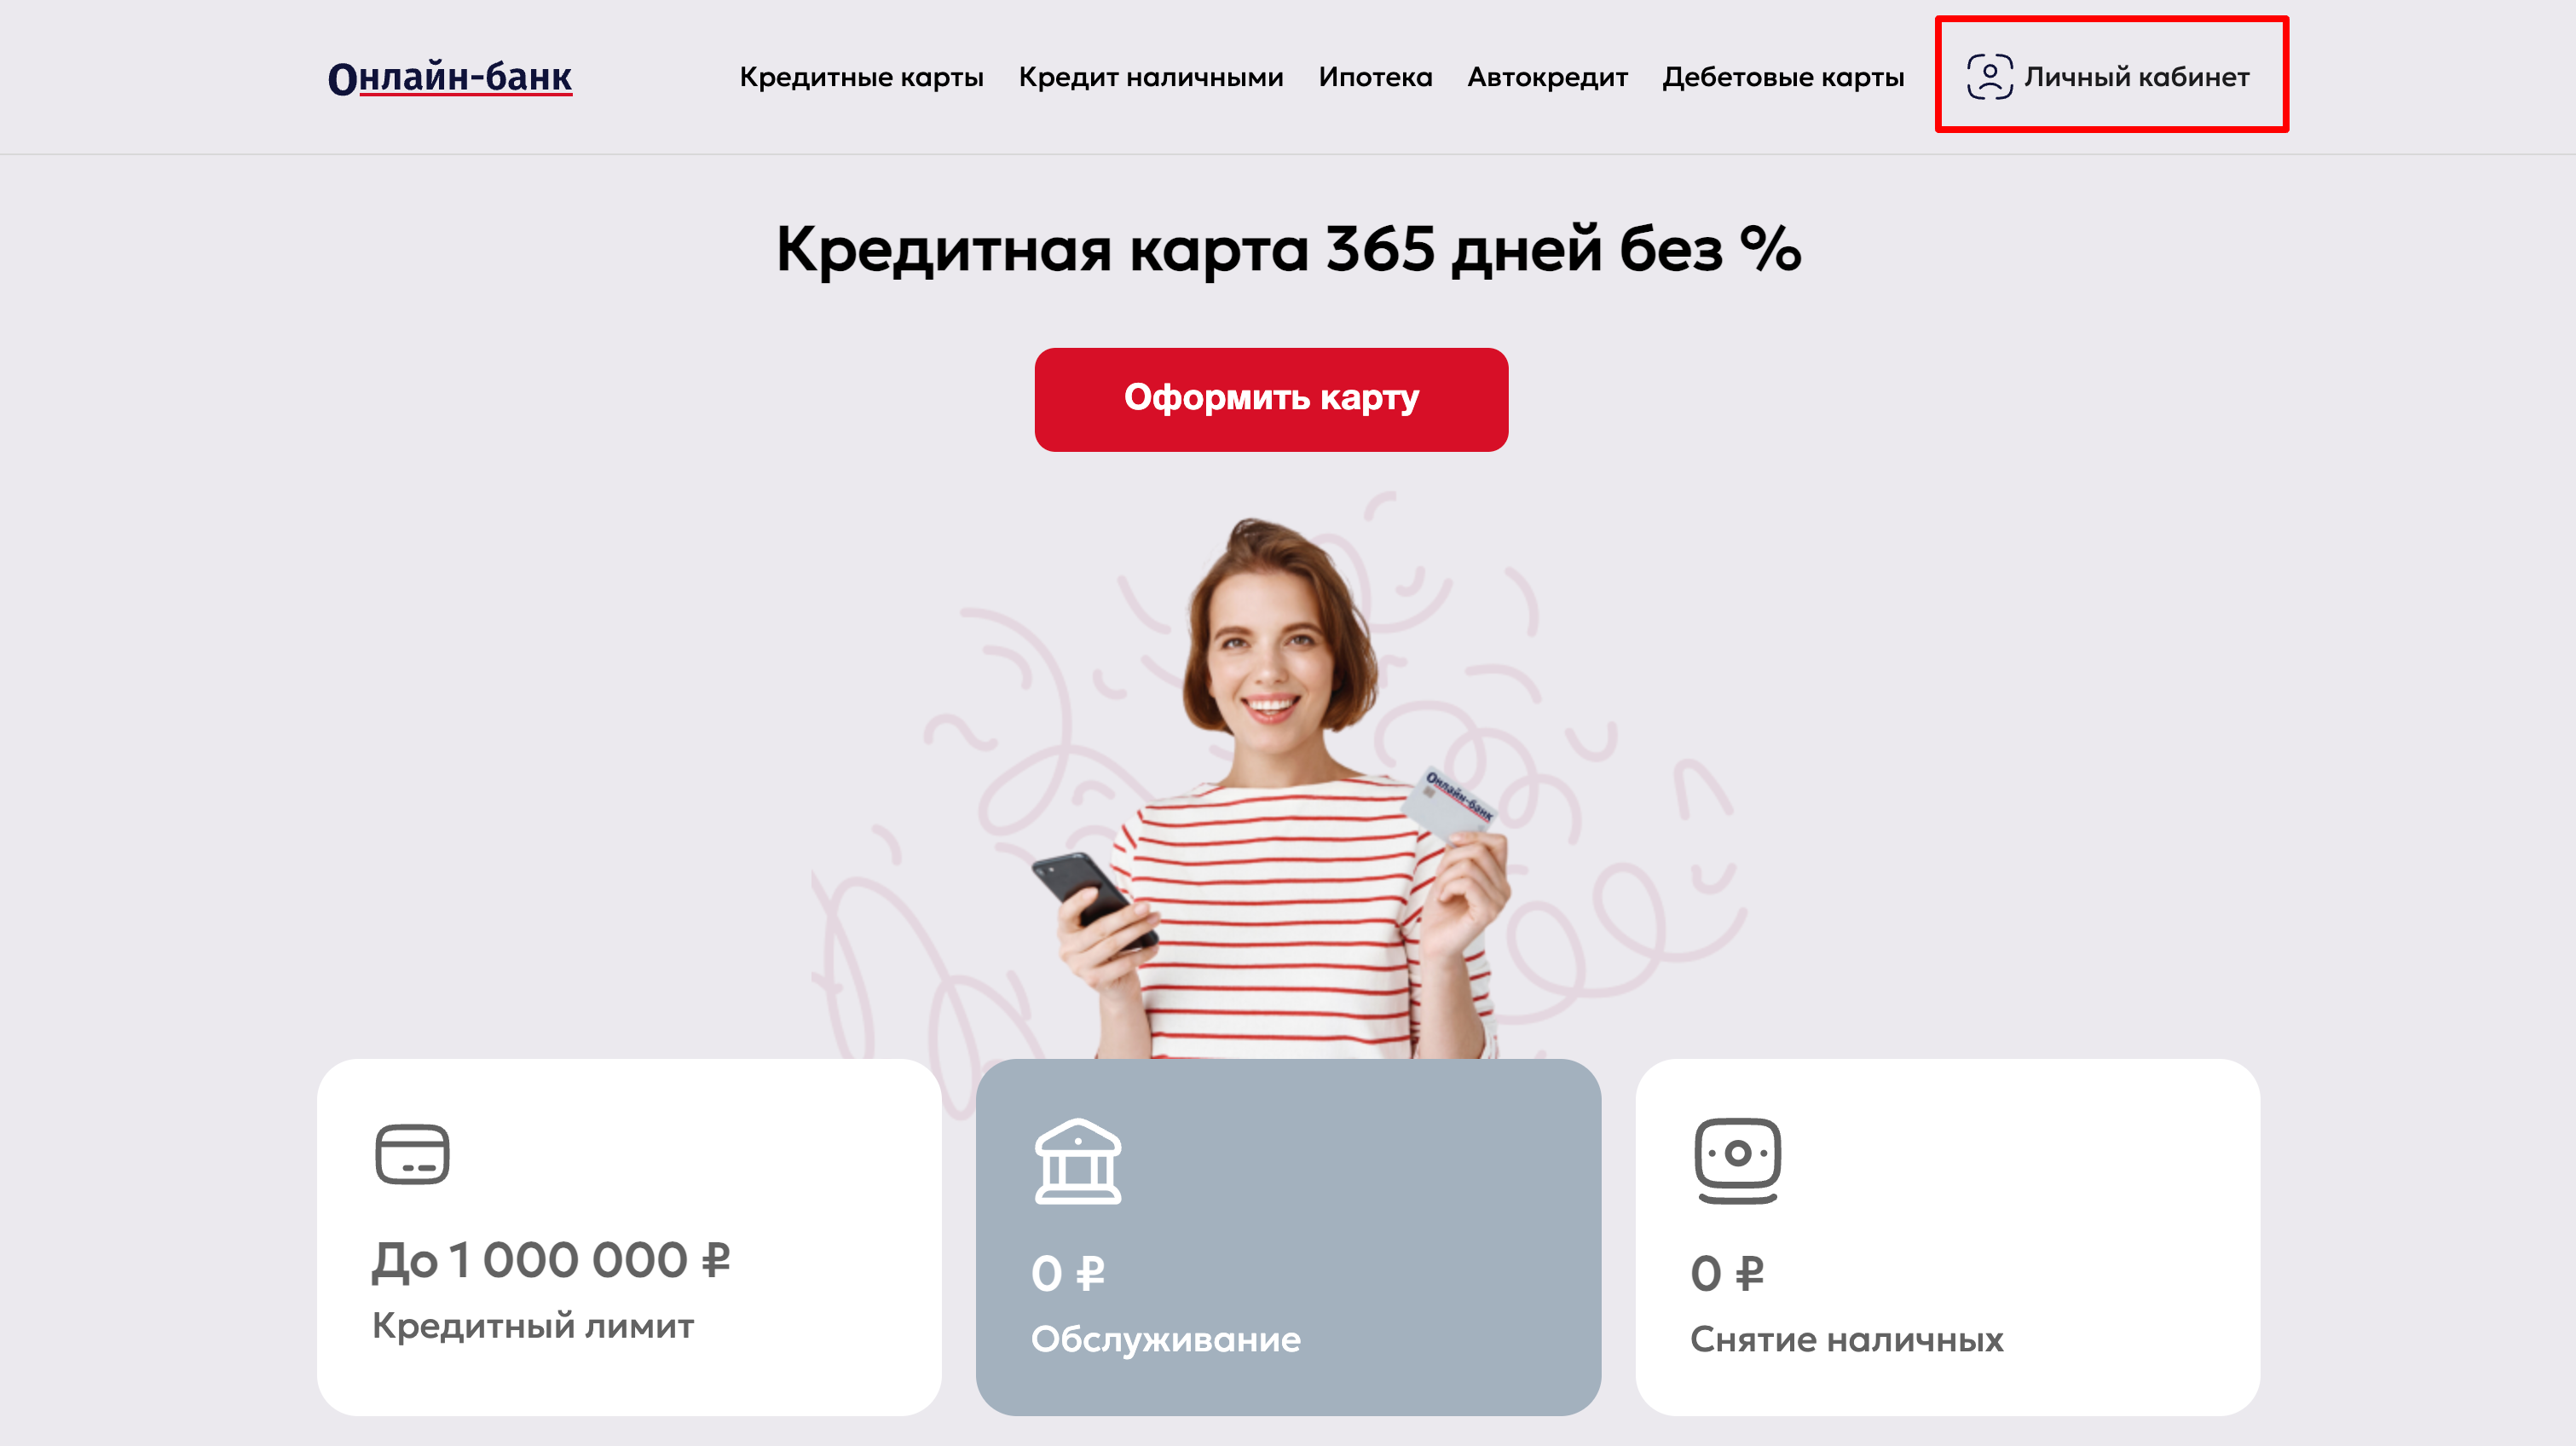 Онлайн-банк
Кредитные карты Кредит наличными Ипотека Автокредит Дебетовые карты Личный кабинет
Кредитная карта 365 дней без %
Оформить карту
Онлайн-банк
До 1 000 000 ₽
Кредитный лимит
0 ₽
Обслуживание
0 ₽
Снятие наличных